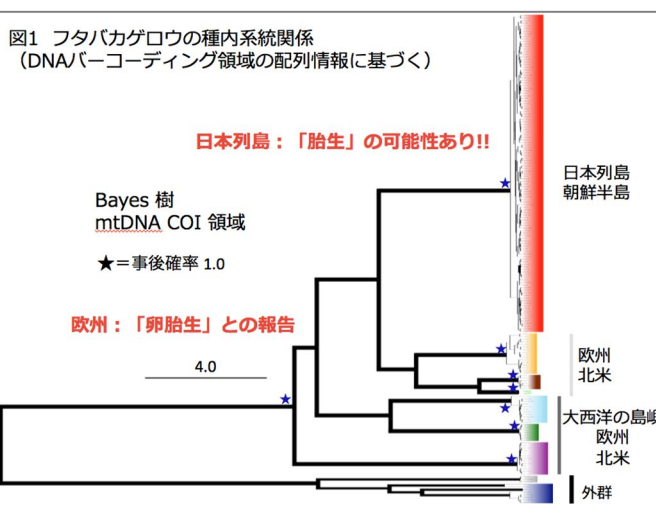 図1 フタバカゲロウの種内系統関係
（DNAバーコーディング領域の配列情報に基づく）
日本列島：「胎生」の可能性あり!!
日本列島
朝鮮半島
Bayes 樹
mtDNA COI 領域
★＝事後確率 1.0
欧州：「卵胎生」との報告
4.0
欧州
北米
大西洋の島嶼
欧州
北米
外群